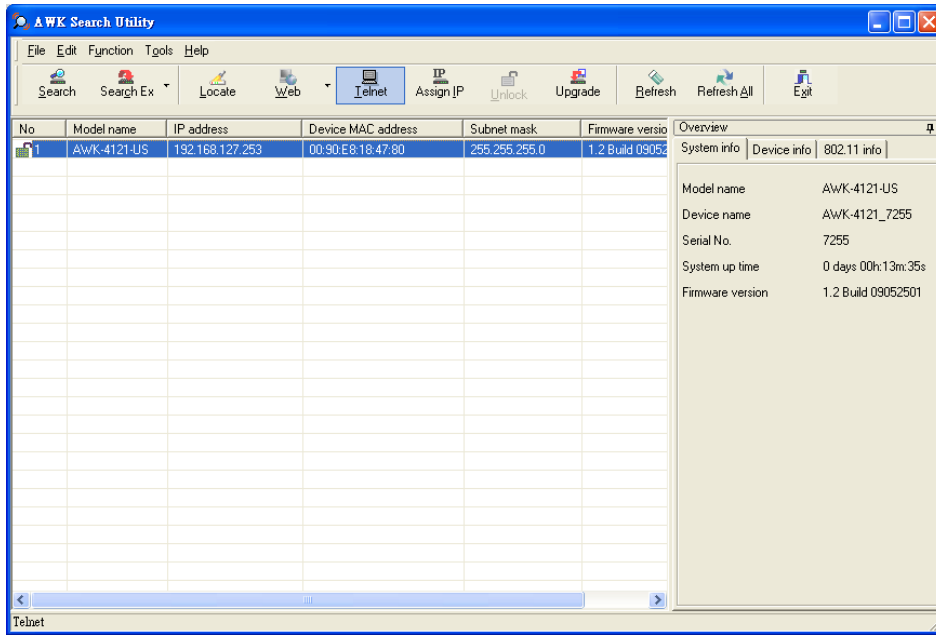 AWK Search Utility
File Edit Function Tools Help
Search Search Ex Locate Web Telnet Assign IP Unlock Upgrade Refresh Refresh All Exit
No Model name IP address Device MAC address Subnet mask Firmware versio
1 AWK-4121-US 192.168.127.253 00:90:E8:18:47:80 255.255.255.0 1.2 Build 09052
Overview
System info Device info 802.11 info
Model name AWK-4121-US
Device name AWK-4121_7255
Serial No. 7255
System up time 0 days 00h:13m:35s
Firmware version 1.2 Build 09052501
Telnet